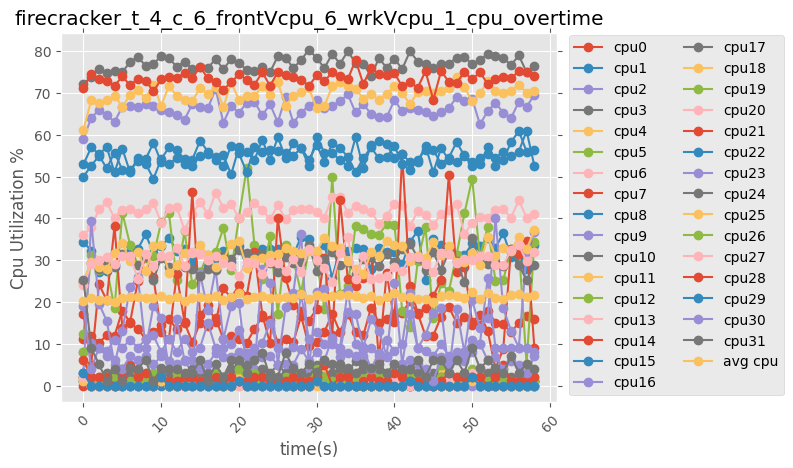 firecracker_t_4_c_6_frontVcpu_6_wrkVcpu_1_cpu_overtime
Cpu Utilization %
80
70
60
50
40
30
20
10
0
0
10
20
30
40
50
60
time(s)
cpu0
cpu1
cpu2
cpu3
cpu4
cpu5
cpu6
cpu7
cpu8
cpu9
cpu10
cpu11
cpu12
cpu13
cpu14
cpu15
cpu16
cpu17
cpu18
cpu19
cpu20
cpu21
cpu22
cpu23
cpu24
cpu25
cpu26
cpu27
cpu28
cpu29
cpu30
cpu31
avg cpu